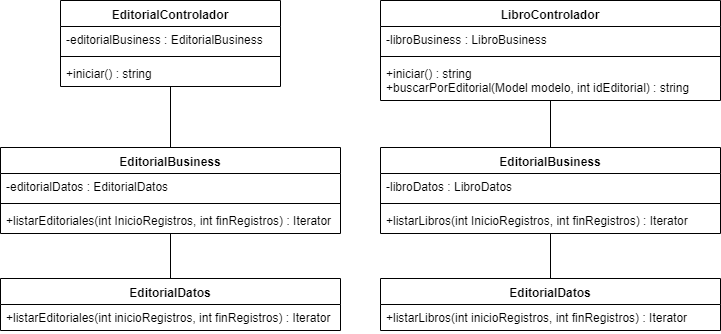 EditorialControlador
-editorialBusiness : EditorialBusiness
+iniciar() : string
EditorialBusiness
-editorialDatos : EditorialDatos
+listarEditoriales(int InicioRegistros, int finRegistros) : Iterator
EditorialDatos
+listarEditoriales(int inicioRegistros, int finRegistros) : Iterator
LibroControlador
-libroBusiness : LibroBusiness
+iniciar() : string
+buscarPorEditorial(Model modelo, int idEditorial) : string
EditorialBusiness
-libroDatos : LibroDatos
+listarLibros(int InicioRegistros, int finRegistros) : Iterator
EditorialDatos
+listarLibros(int inicioRegistros, int finRegistros) : Iterator